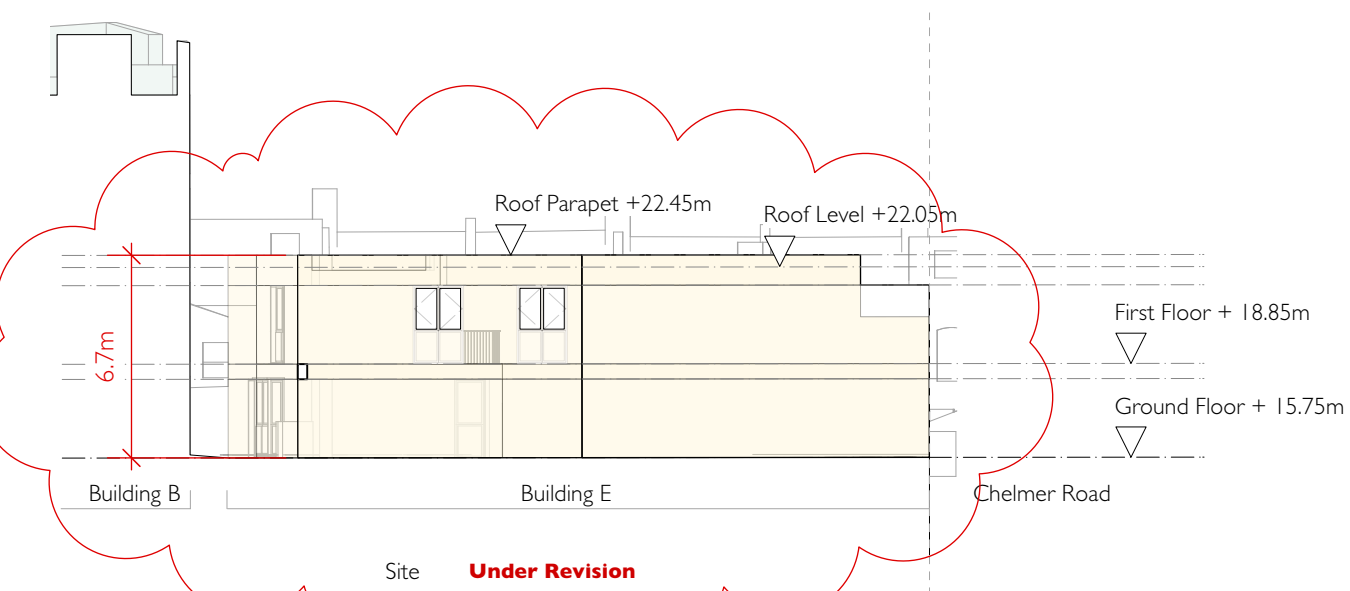 Roof Parapet +22.45m
Roof Level +22.05m
First Floor + 18.85m
6.7m
Ground Floor + 15.75m
Building B
Building E
Chelmer Road
Site Under Revision